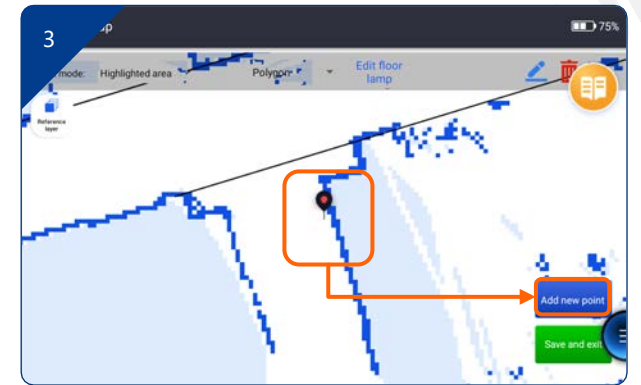 3
75%
mode: Highlighted area Polygon Edit floor
lamp
Reference
layer
Add new point
Save and exit